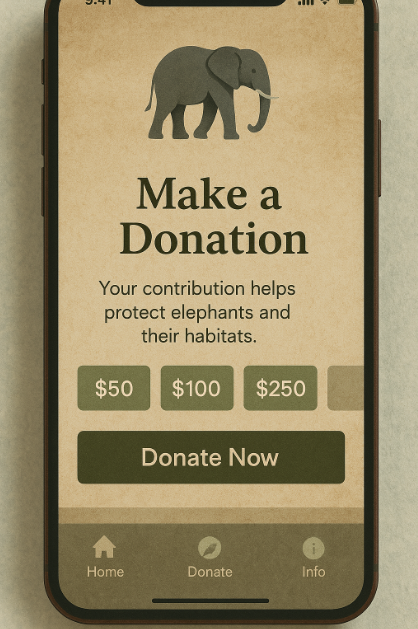 9:41
Make a
Donation
Your contribution helps
protect elephants and
their habitats.
$50 $100 $250
Donate Now
Home Donate Info